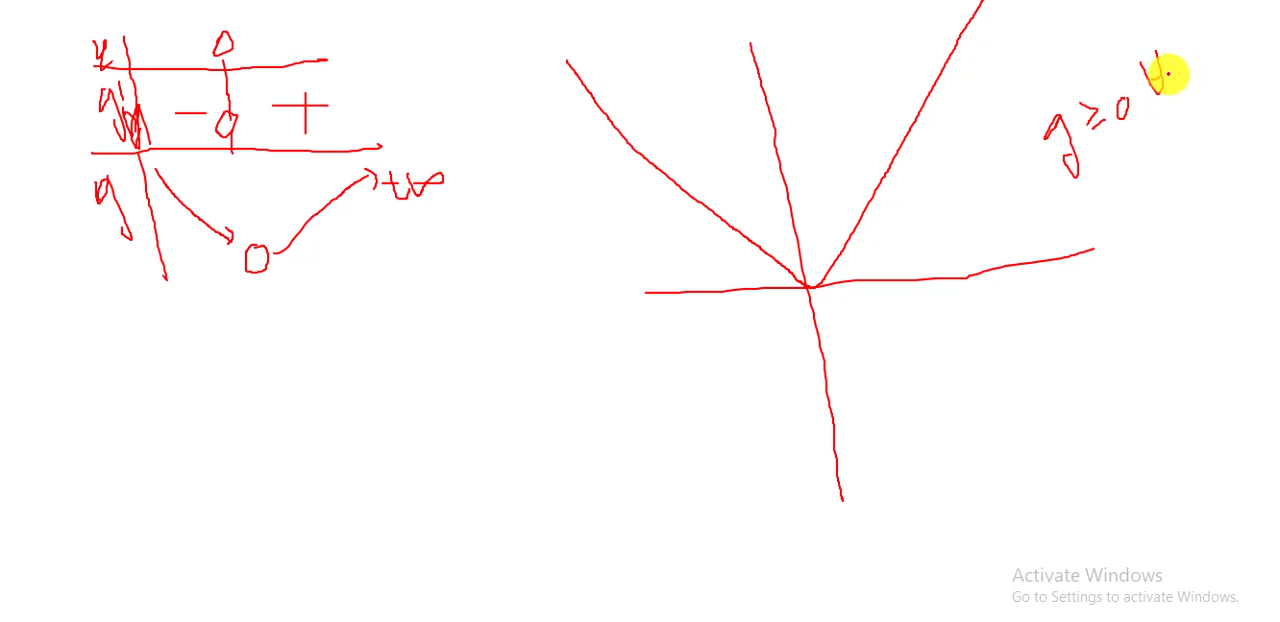 x 0
- 0 +
g
0 +∞
g ≥ 0 ∀
Activate Windows
Go to Settings to activate Windows.